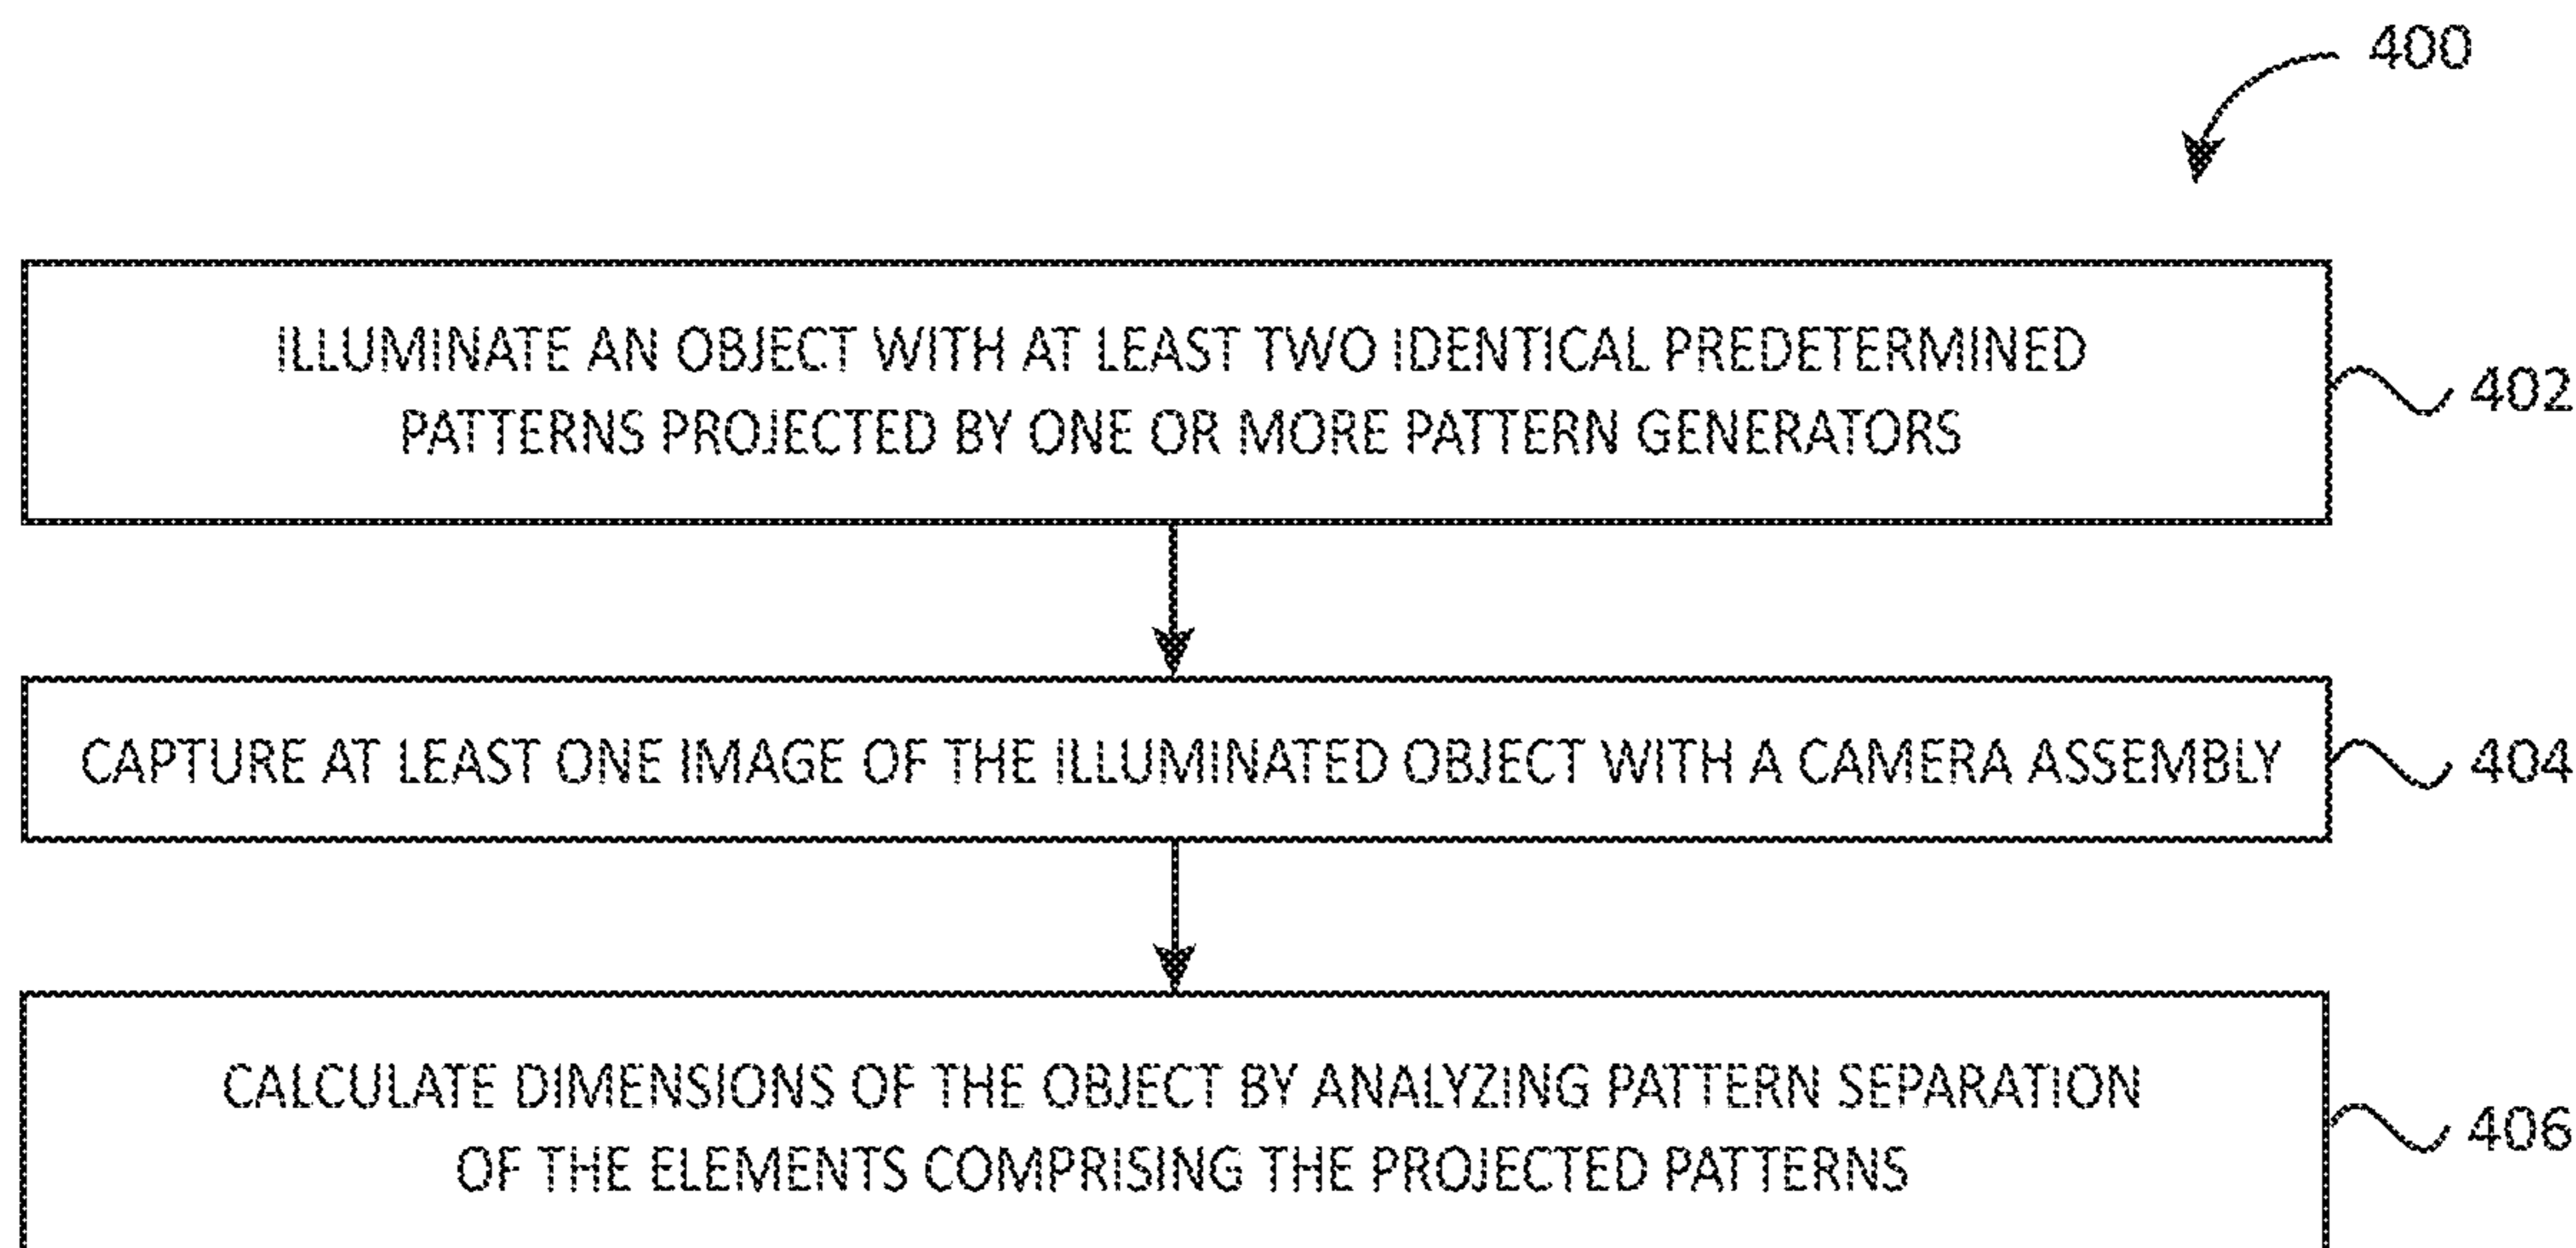 400
ILLUMINATE AN OBJECT WITH AT LEAST TWO IDENTICAL PREDETERMINED
PATTERNS PROJECTED BY ONE OR MORE PATTERN GENERATORS
402
CAPTURE AT LEAST ONE IMAGE OF THE ILLUMINATED OBJECT WITH A CAMERA ASSEMBLY
404
CALCULATE DIMENSIONS OF THE OBJECT BY ANALYZING PATTERN SEPARATION
OF THE ELEMENTS COMPRISING THE PROJECTED PATTERNS
406